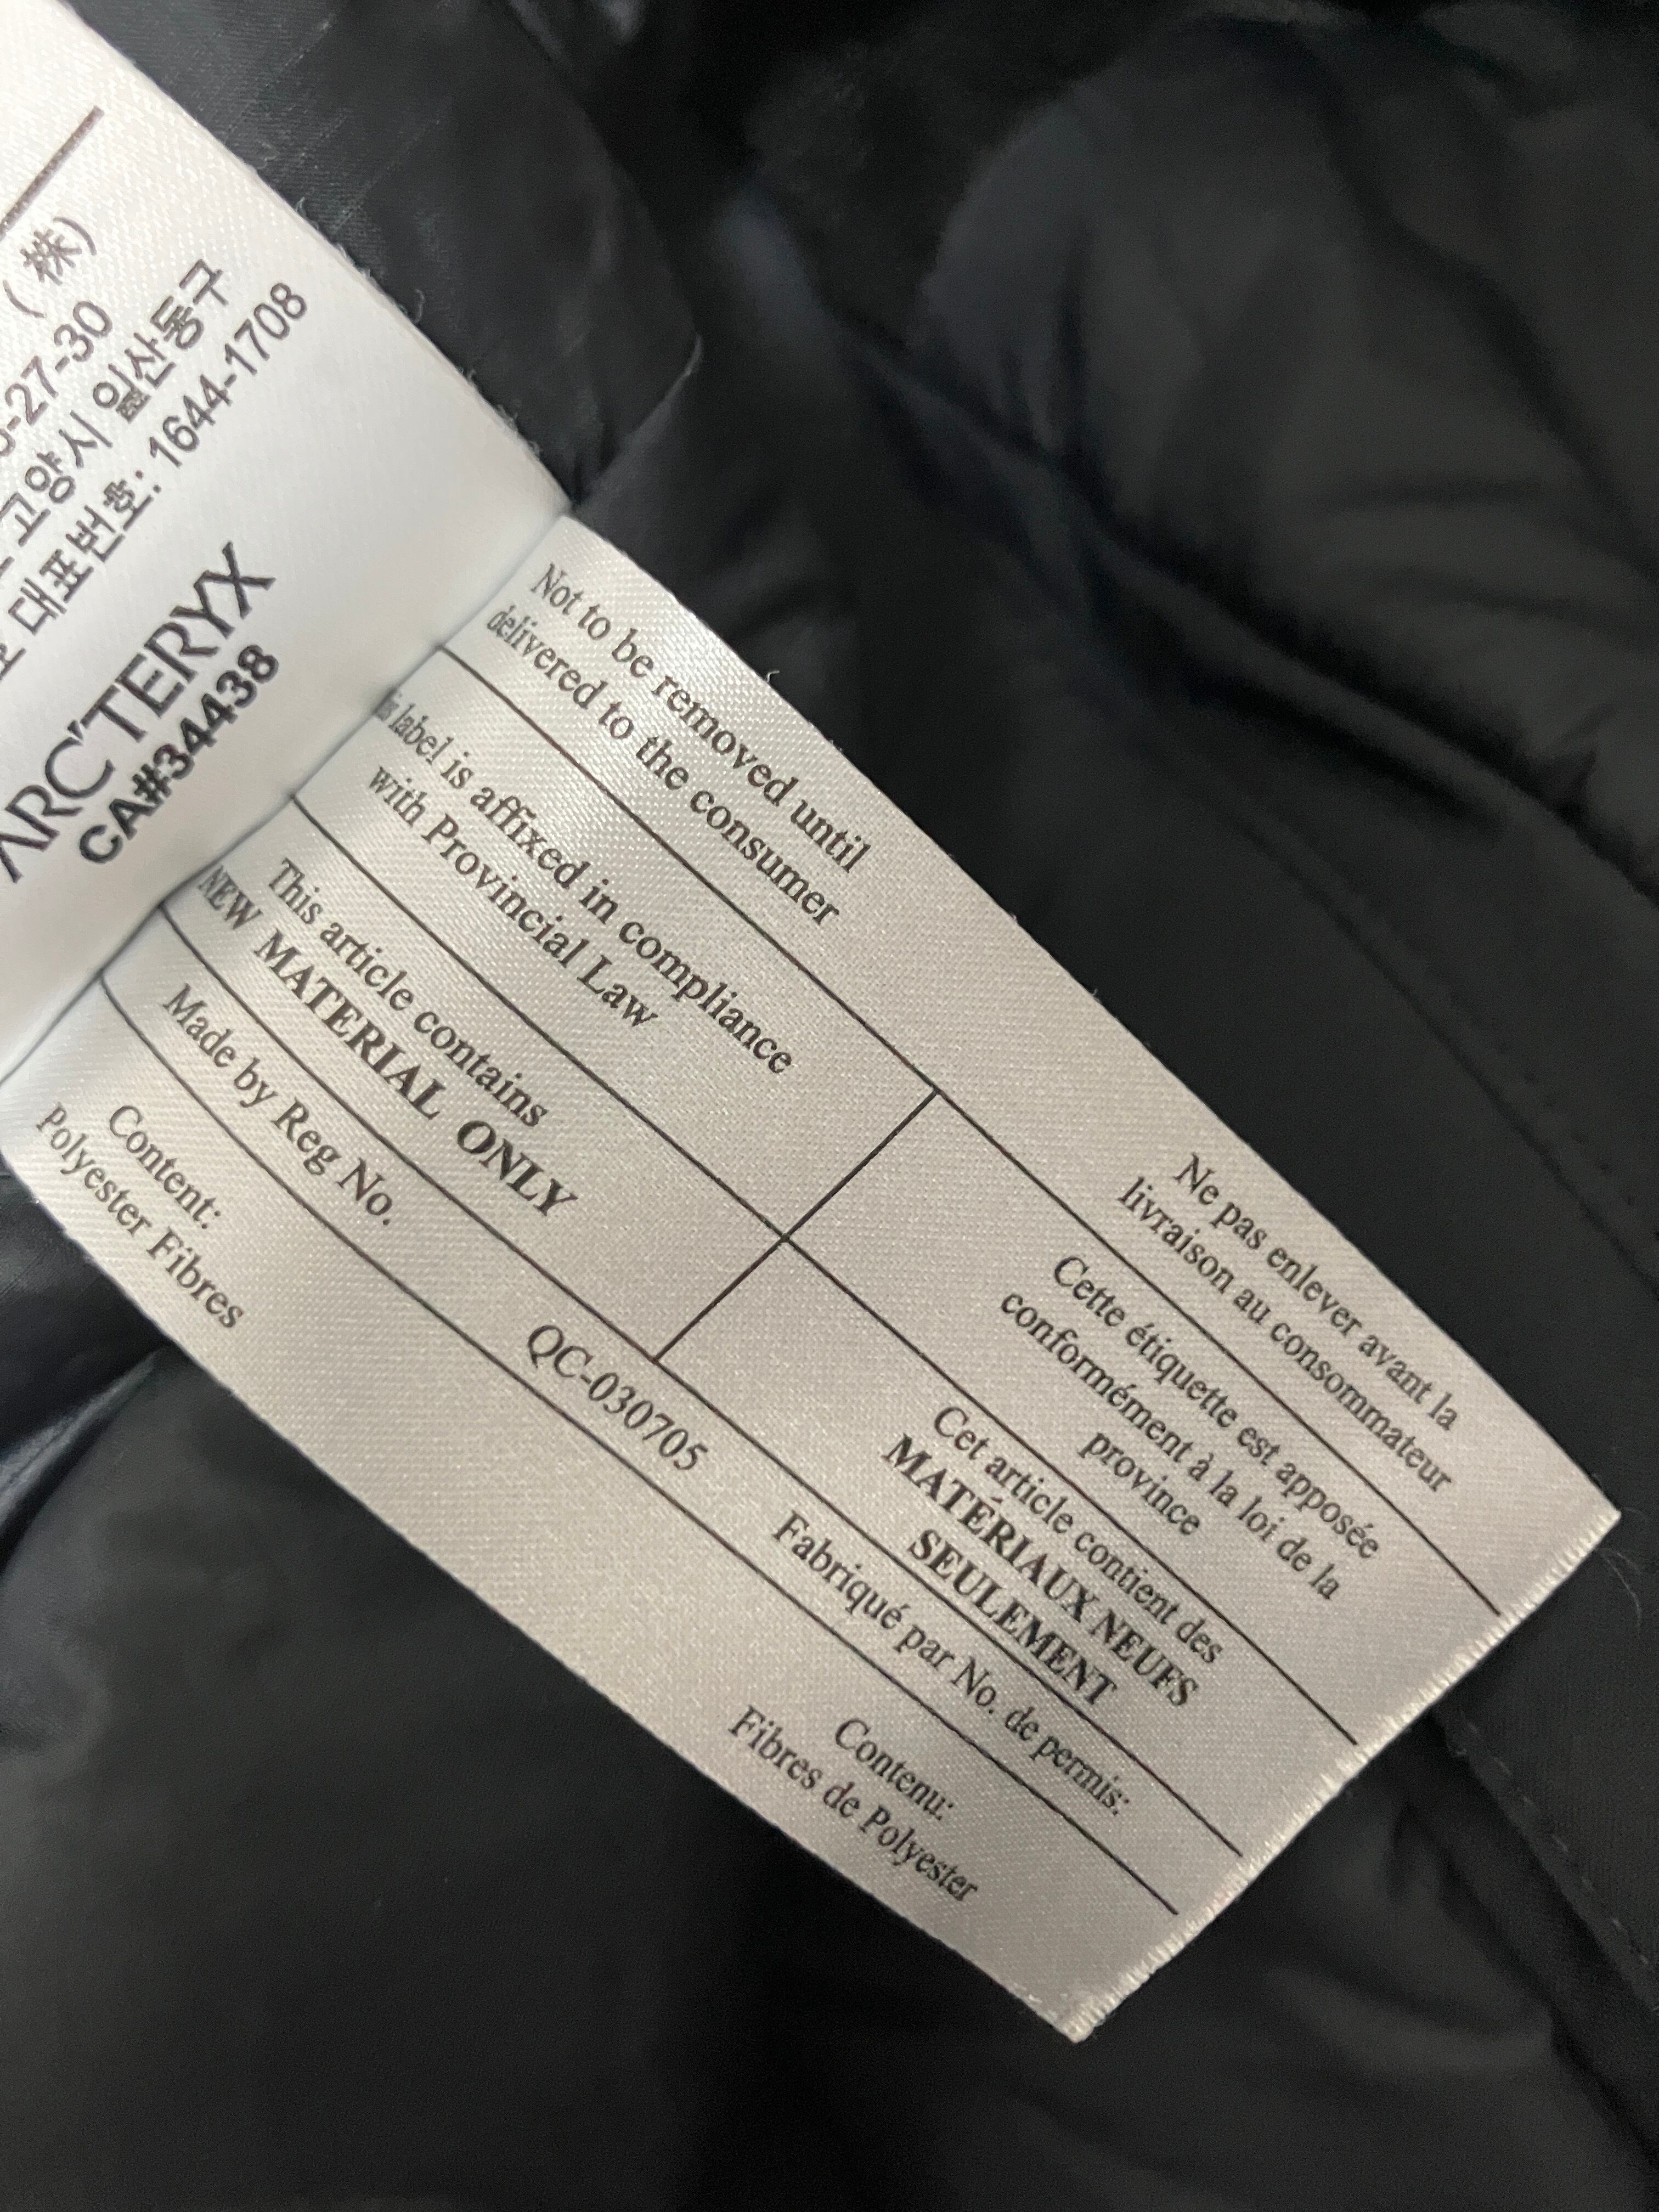 (株)
-27-30
고양시 일산동구
대표번호: 1644-1708
ARC'TERYX
CA#34438
Not to be removed until
delivered to the consumer
label is affixed in compliance
with Provincial Law
This article contains
NEW MATERIAL ONLY
Made by Reg No.
QC-030705
Content:
Polyester Fibres
Ne pas enlever avant la
livraison au consommateur
Cette étiquette est apposée
conformément à la loi de la
province
Cet article contient des
MATÉRIAUX NEUFS
SEULEMENT
Fabriqué par No. de permis:
Contenu:
Fibres de Polyester